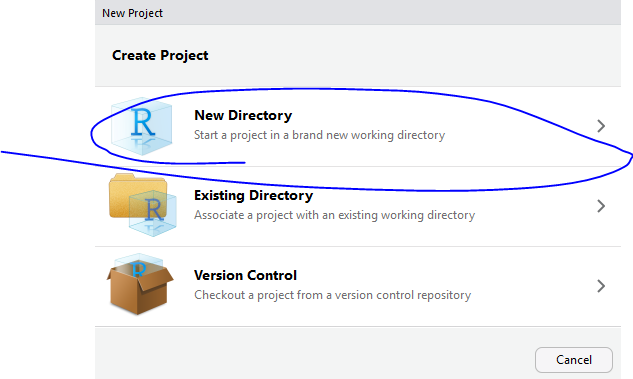 New Project
Create Project
R
New Directory
Start a project in a brand new working directory
R
Existing Directory
Associate a project with an existing working directory
R
Version Control
Checkout a project from a version control repository
Cancel